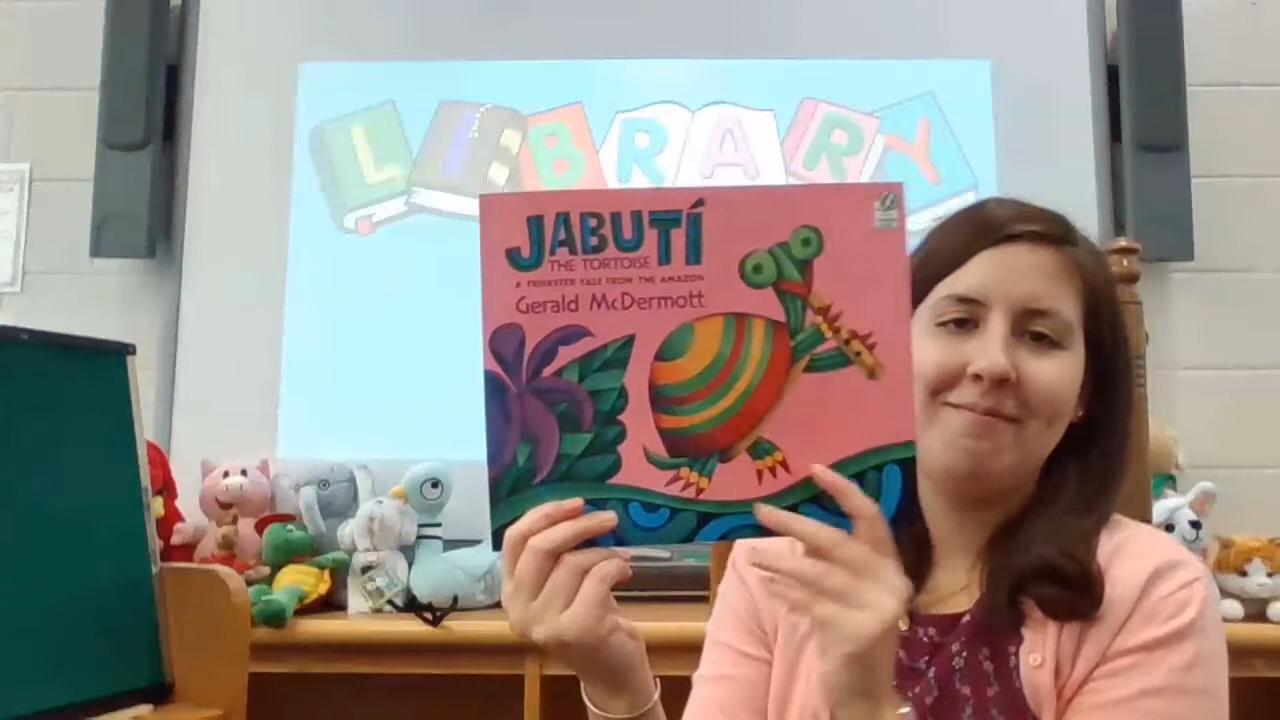 LIBRARY
JABUTÍ
THE TORTOISE
A TRICKSTER TALE FROM THE AMAZON
Gerald McDermott